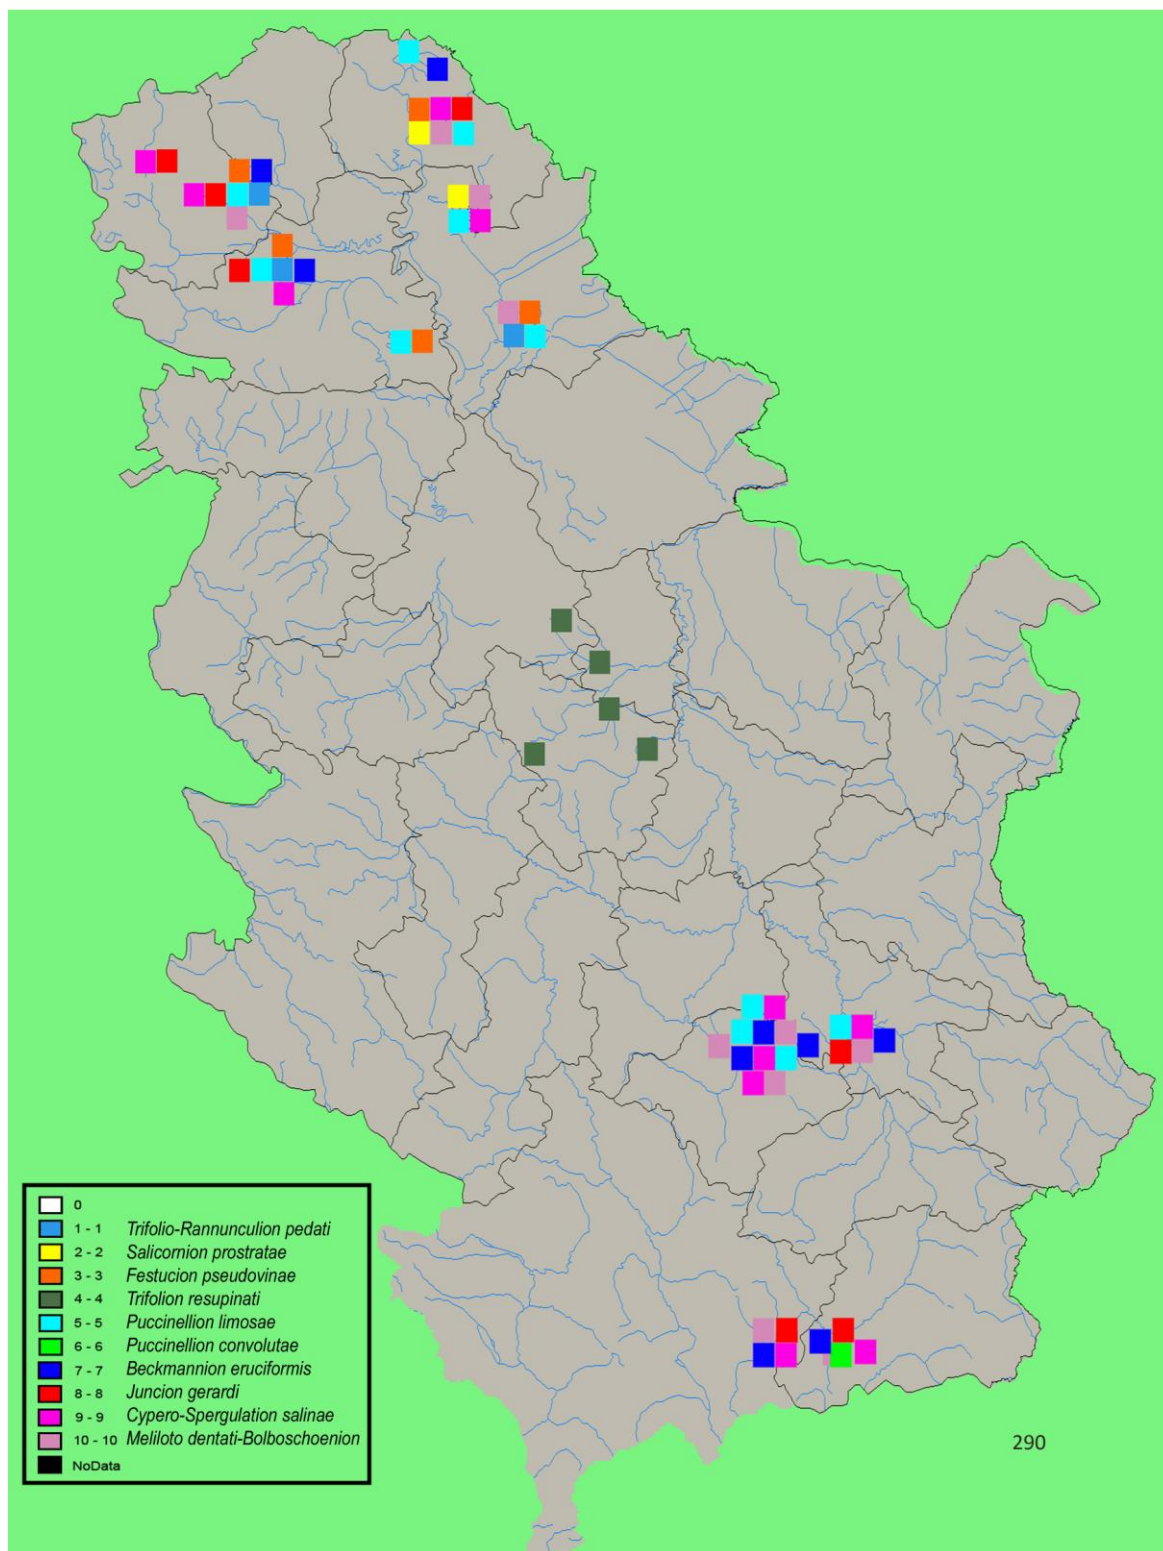 0
1 - 1 Trifolio-Rannunculion pedati
2 - 2 Salicornion prostratae
3 - 3 Festucion pseudovinae
4 - 4 Trifolion resupinati
5 - 5 Puccinellion limosae
6 - 6 Puccinellion convolutae
7 - 7 Beckmannion eruciformis
8 - 8 Juncion gerardi
9 - 9 Cypero-Spergulation salinae
10 - 10 Meliloto dentati-Bolboschoenion
NoData
290